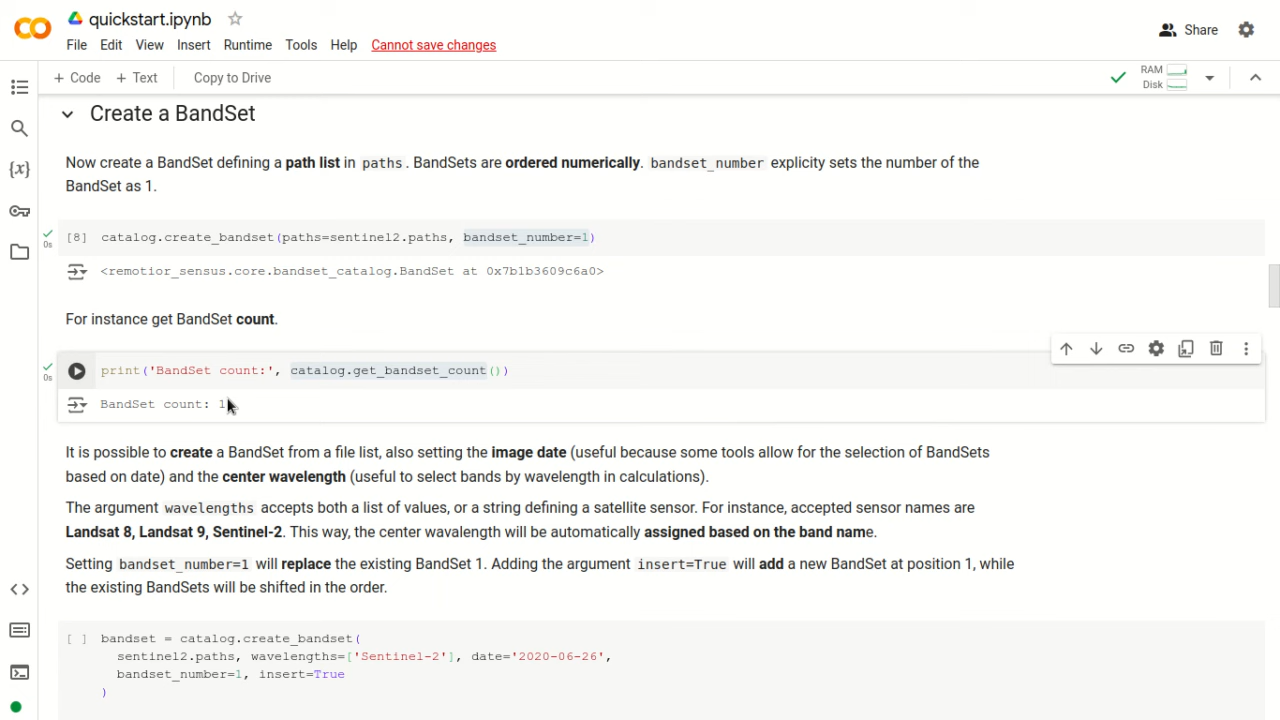 quickstart.ipynb
File Edit View Insert Runtime Tools Help Cannot save changes
Share
+ Code + Text Copy to Drive
RAM
Disk
Create a BandSet
Now create a BandSet defining a path list in paths. BandSets are ordered numerically. bandset_number explicity sets the number of the
BandSet as 1.
[8] catalog.create_bandset(paths=sentinel2.paths, bandset_number=1)
0s
<remotior_sensus.core.bandset_catalog.BandSet at 0x7b1b3609c6a0>
For instance get BandSet count.
print('BandSet count:', catalog.get_bandset_count())
0s
BandSet count: 1
It is possible to create a BandSet from a file list, also setting the image date (useful because some tools allow for the selection of BandSets
based on date) and the center wavelength (useful to select bands by wavelength in calculations).
The argument wavelengths accepts both a list of values, or a string defining a satellite sensor. For instance, accepted sensor names are
Landsat 8, Landsat 9, Sentinel-2. This way, the center wavalength will be automatically assigned based on the band name.
Setting bandset_number=1 will replace the existing BandSet 1. Adding the argument insert=True will add a new BandSet at position 1, while
the existing BandSets will be shifted in the order.
[ ] bandset = catalog.create_bandset(
sentinel2.paths, wavelengths=['Sentinel-2'], date='2020-06-26',
bandset_number=1, insert=True
)